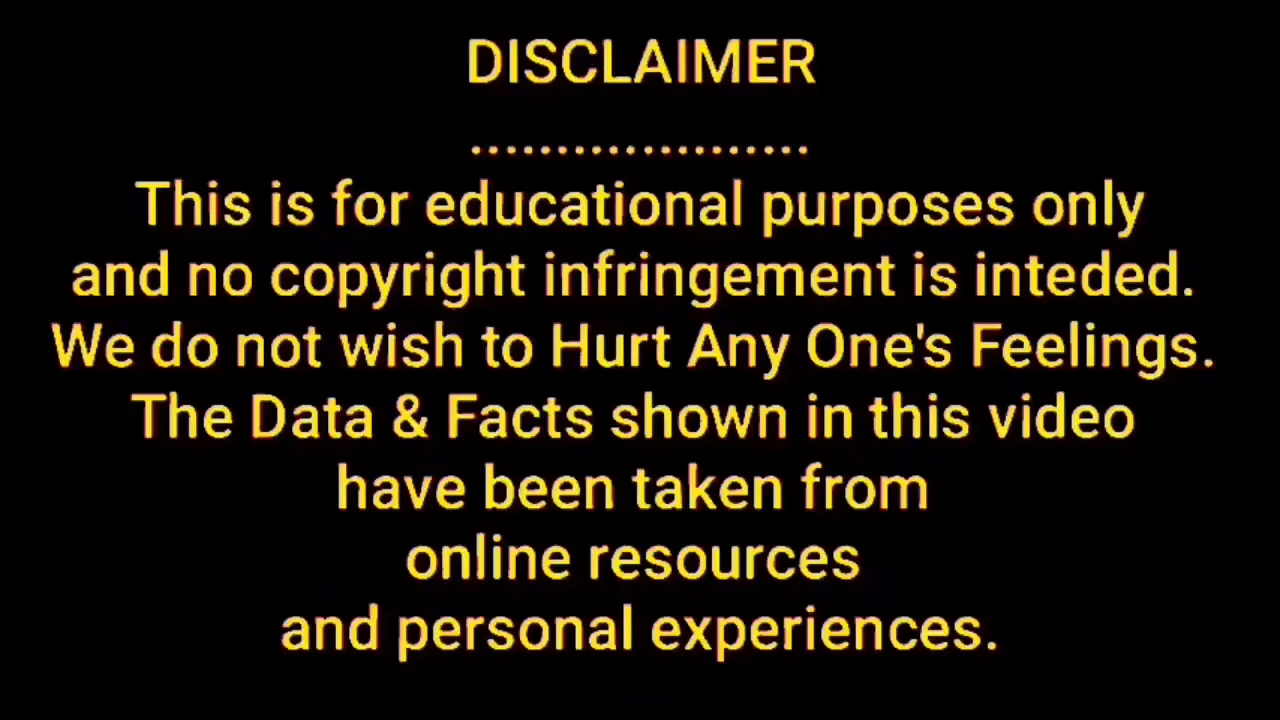 DISCLAIMER
....................
This is for educational purposes only
and no copyright infringement is inteded.
We do not wish to Hurt Any One's Feelings.
The Data & Facts shown in this video
have been taken from
online resources
and personal experiences.